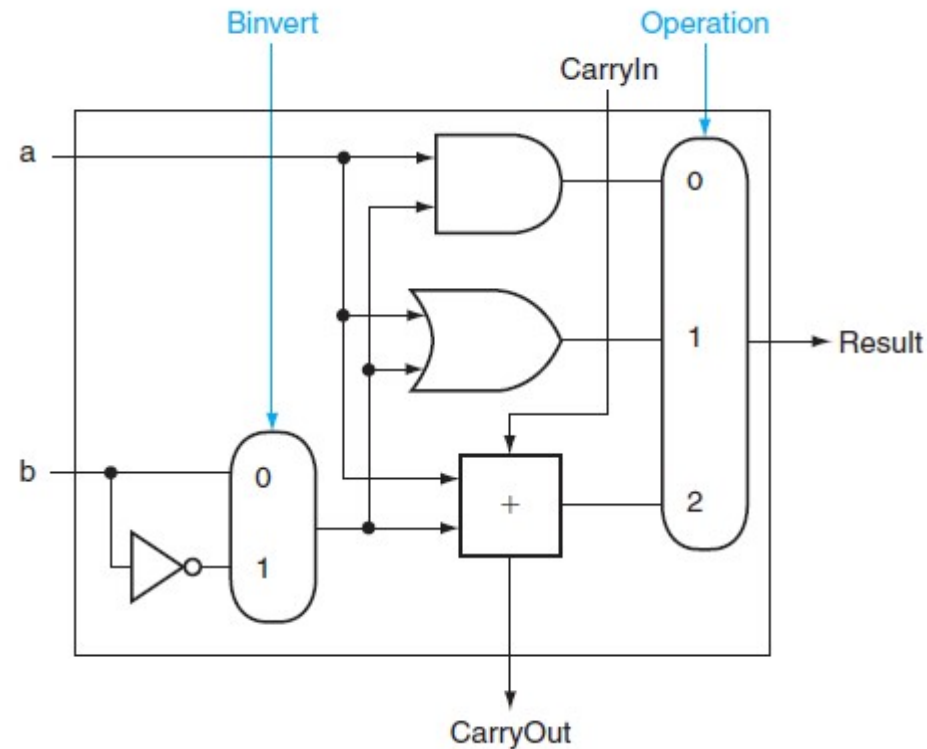 Binvert
Operation
CarryIn
a
0
1
Result
b
0
+
2
1
CarryOut